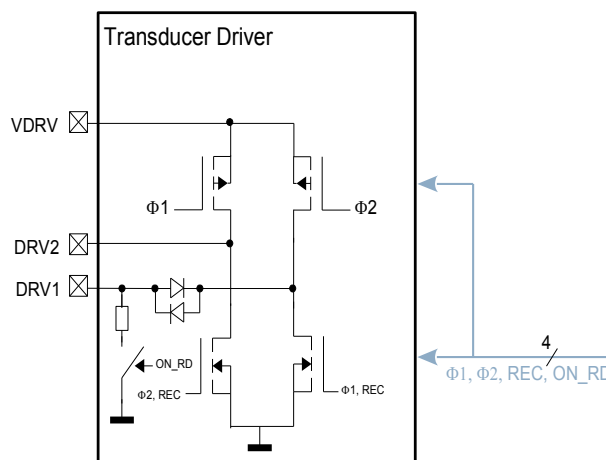 Transducer Driver
VDRV
Φ1
Φ2
DRV2
DRV1
ON_RD
Φ2, REC
Φ1, REC
4
Φ1, Φ2, REC, ON_RD